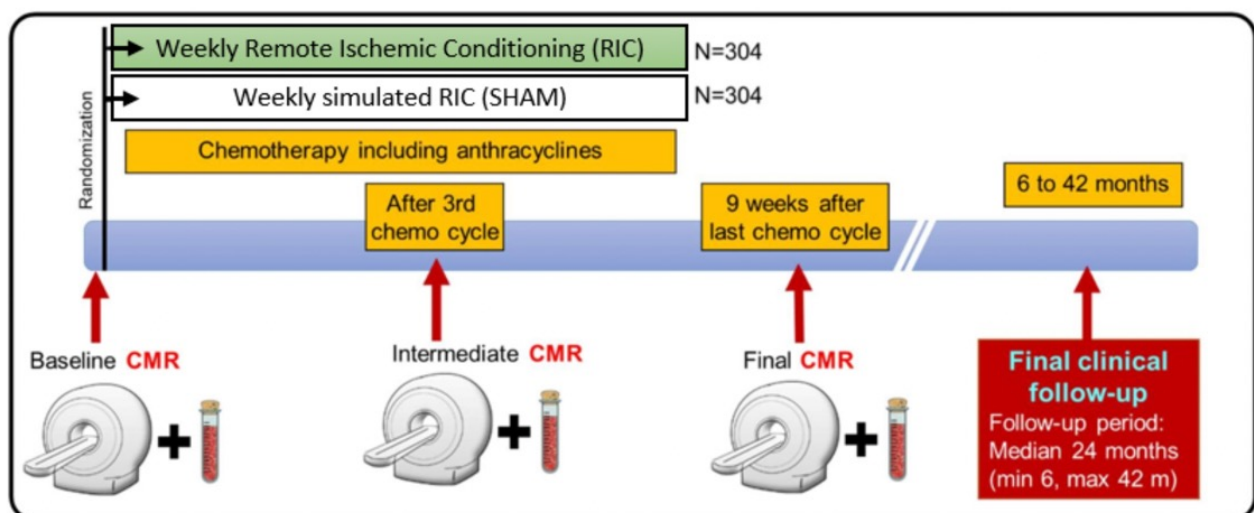 Weekly Remote Ischemic Conditioning (RIC)
N=304
Weekly simulated RIC (SHAM)
N=304
Randomization
Chemotherapy including anthracyclines
After 3rd
chemo cycle
9 weeks after
last chemo cycle
6 to 42 months
Baseline CMR
Intermediate CMR
Final CMR
Final clinical
follow-up
Follow-up period:
Median 24 months
(min 6, max 42 m)